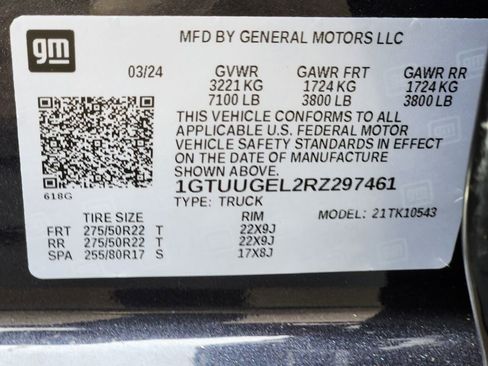 gm
MFD BY GENERAL MOTORS LLC
03/24 GVWR GAWR FRT GAWR RR
3221 KG 1724 KG 1724 KG
7100 LB 3800 LB 3800 LB
THIS VEHICLE CONFORMS TO ALL
APPLICABLE U.S. FEDERAL MOTOR
VEHICLE SAFETY STANDARDS IN EFFECT
ON THE DATE OF MANUFACTURE
SHOWN ABOVE.
1GTUUGEL2RZ297461
618G
TYPE: TRUCK MODEL: 21TK10543
TIRE SIZE RIM
FRT 275/50R22 T 22X9J
RR 275/50R22 T 22X9J
SPA 255/80R17 S 17X8J